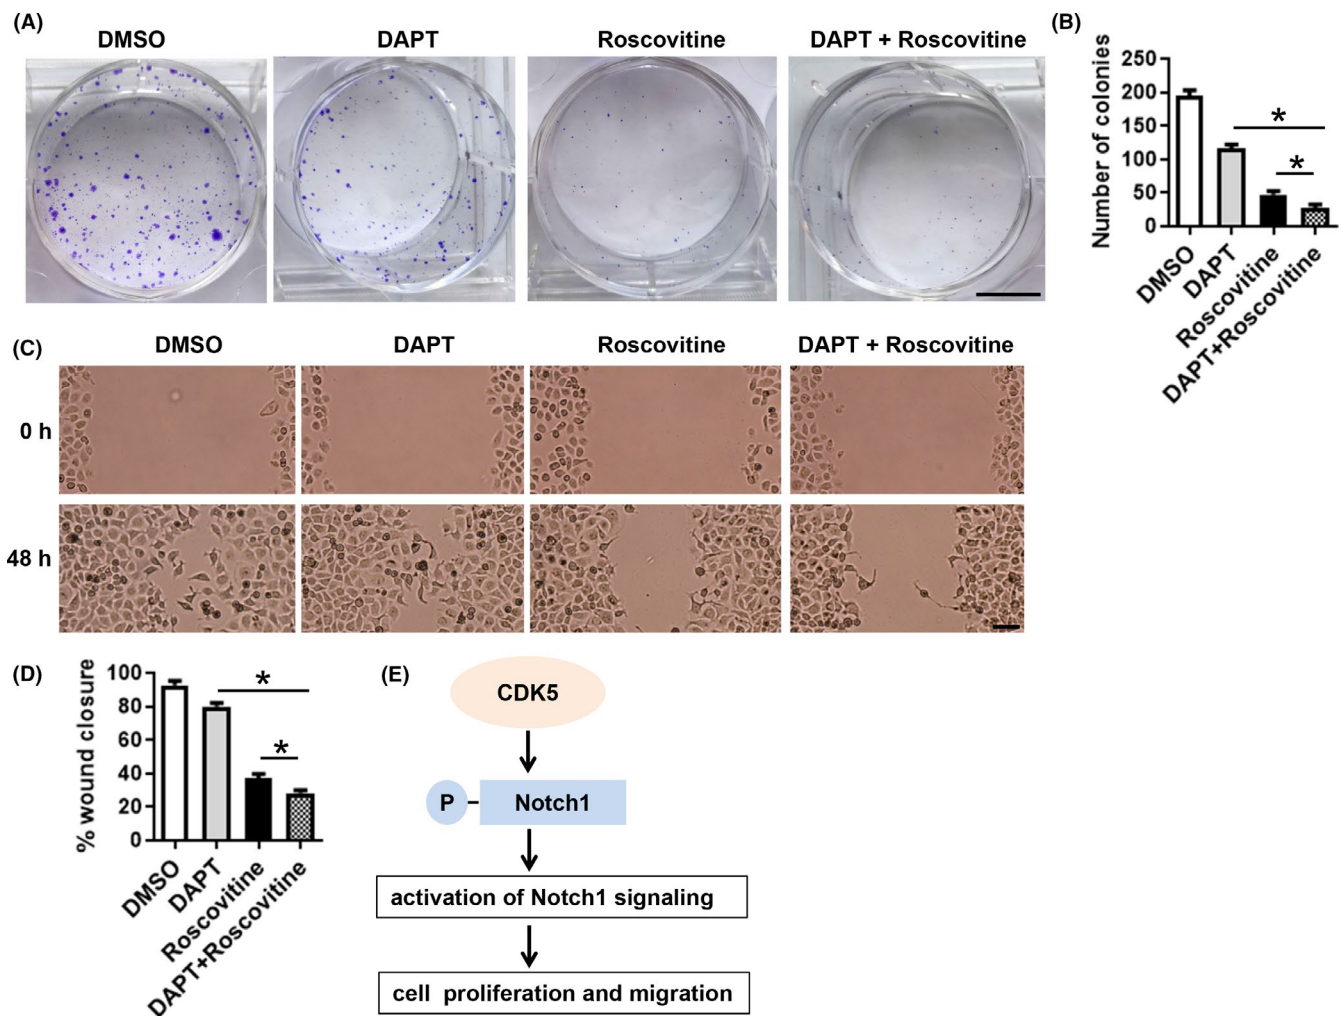 (A)
DMSO
DAPT
Roscovitine
DAPT + Roscovitine
(B)
Number of colonies
250
200
150
100
50
0
*
*
DMSO
DAPT
Roscovitine
DAPT+Roscovitine
(C)
DMSO
DAPT
Roscovitine
DAPT + Roscovitine
0 h
48 h
(D)
% wound closure
100
80
60
40
20
0
*
*
DMSO
DAPT
Roscovitine
DAPT+Roscovitine
(E)
CDK5
P
Notch1
activation of Notch1 signaling
cell proliferation and migration